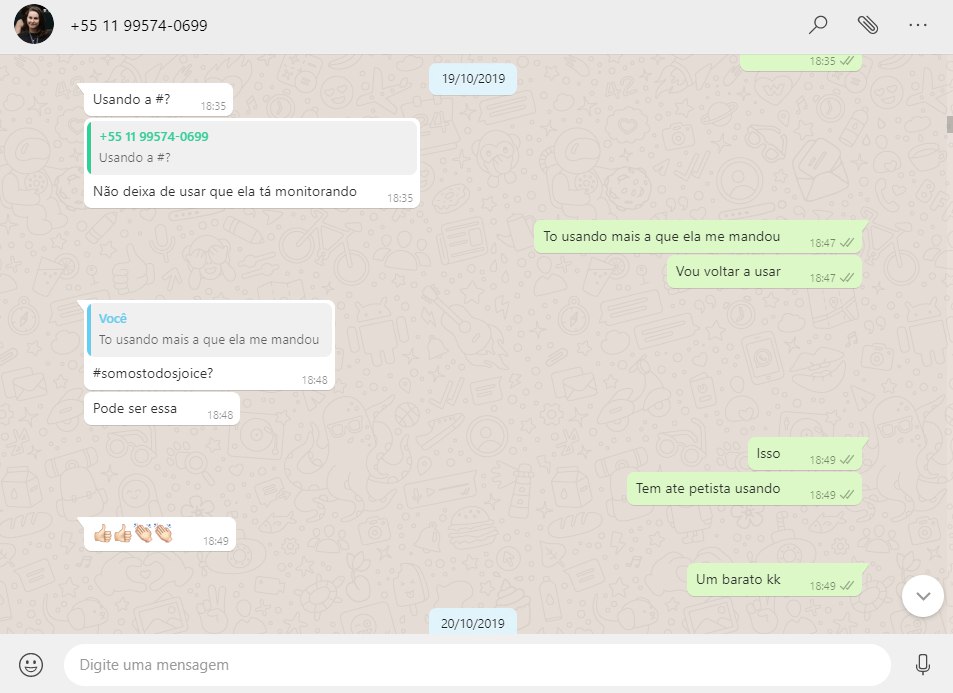 +55 11 99574-0699
18:35
19/10/2019
Usando a #?
18:35
+55 11 99574-0699
Usando a #?
Não deixa de usar que ela tá monitorando
18:35
To usando mais a que ela me mandou
18:47
Vou voltar a usar
18:47
Você
To usando mais a que ela me mandou
#somostodosjoice?
18:48
Pode ser essa
18:48
Isso
18:49
Tem ate petista usando
18:49
👍🏻👍🏻👏🏻👏🏻
18:49
Um barato kk
18:49
20/10/2019
Digite uma mensagem